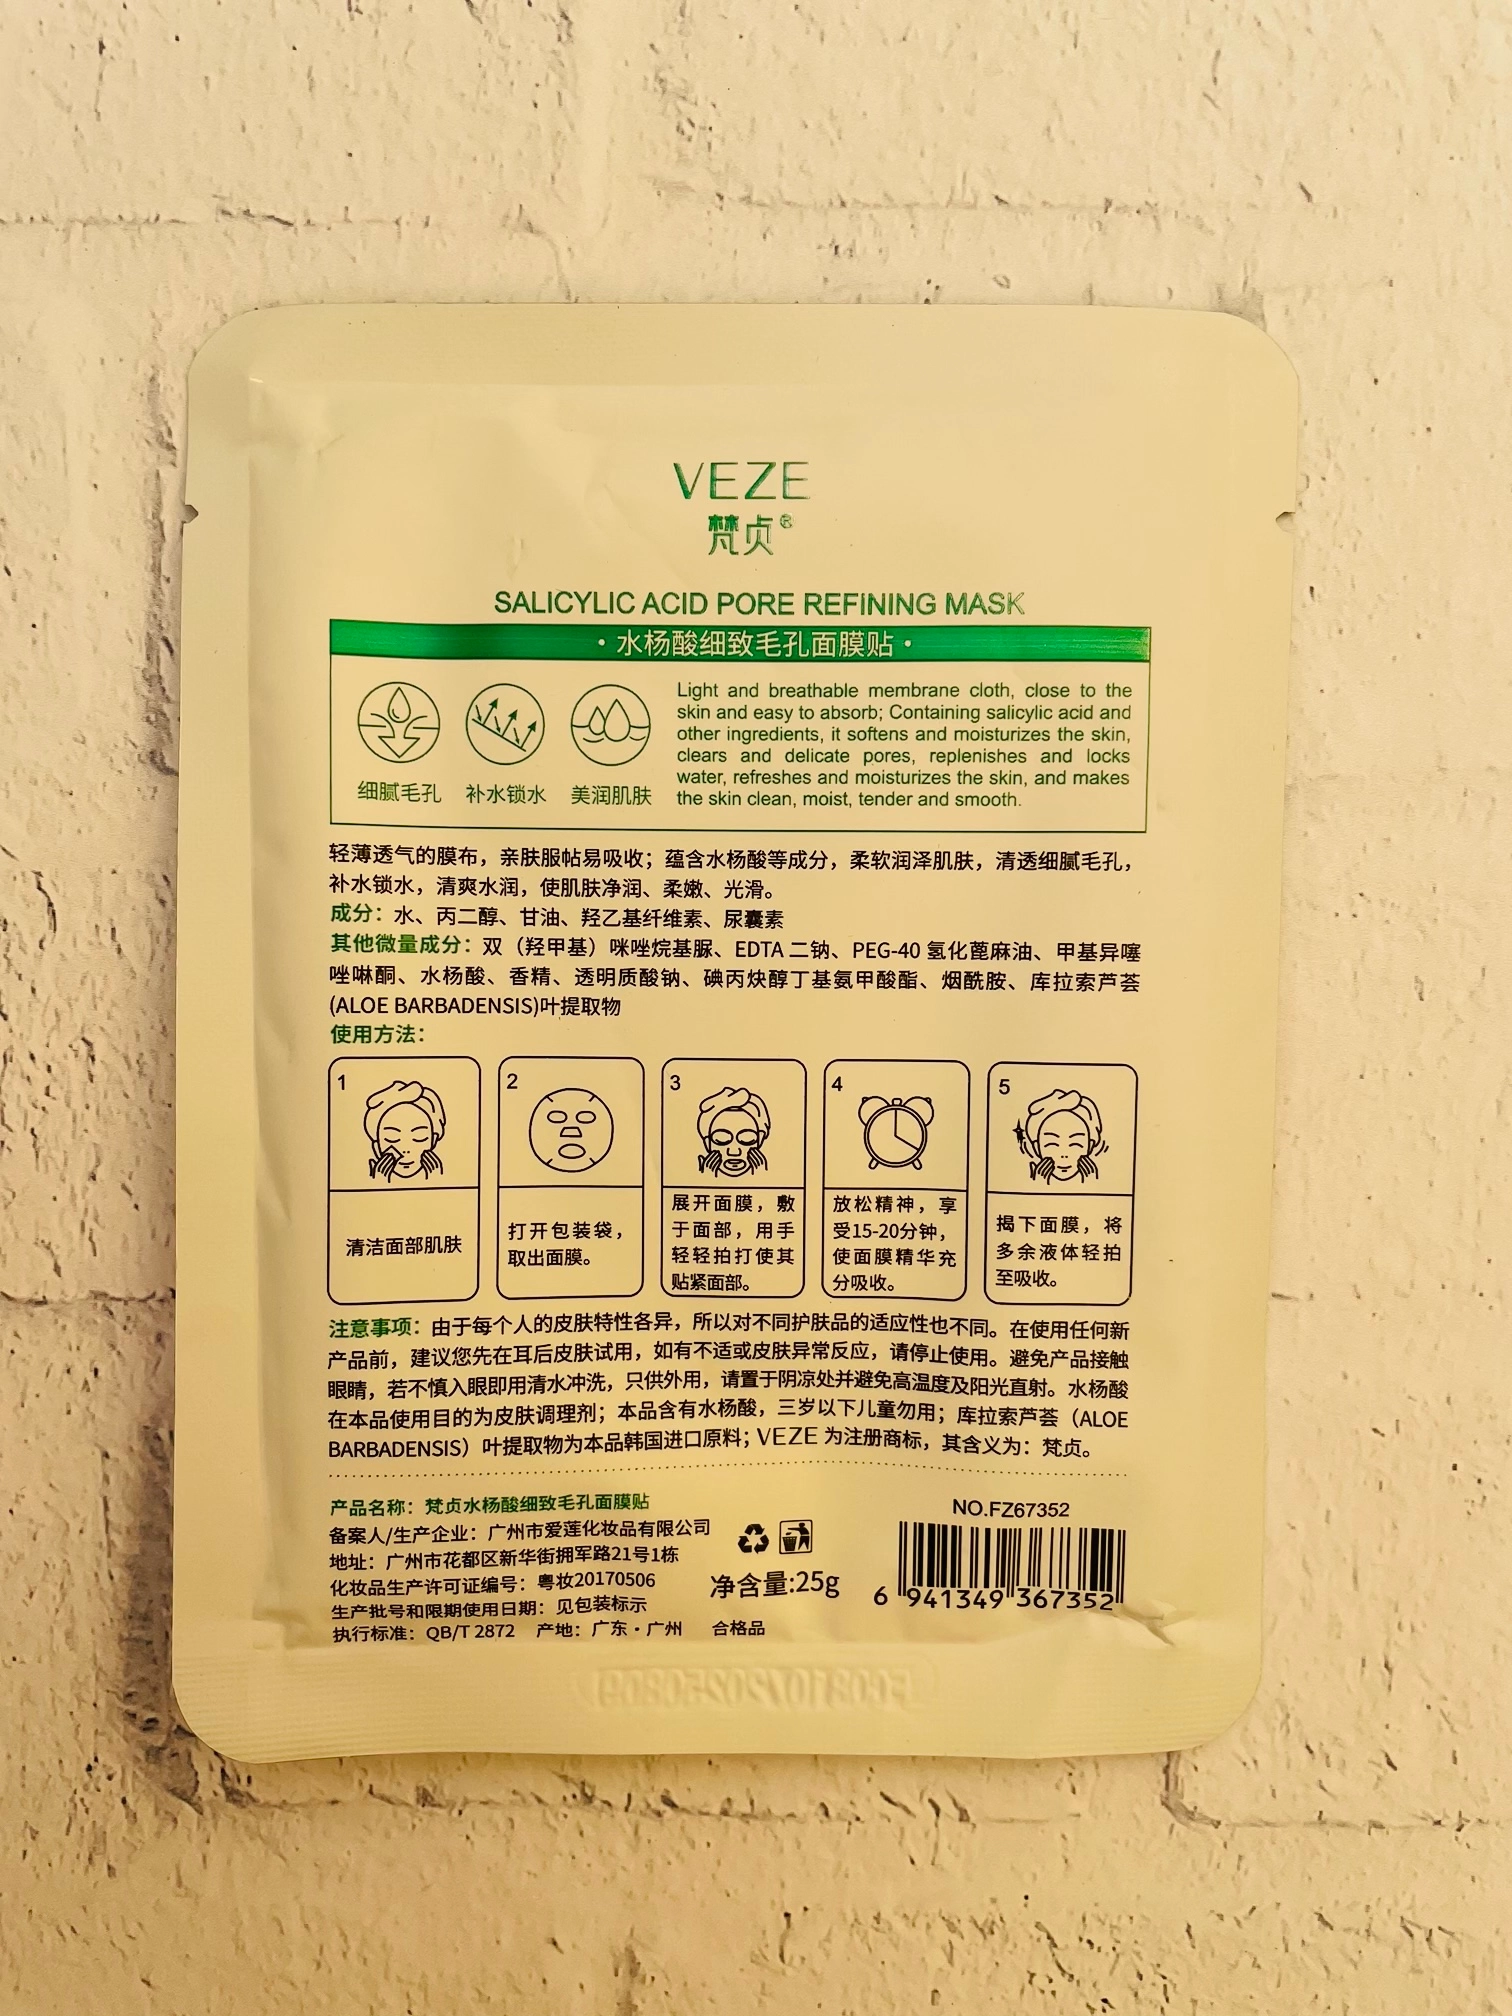 VEZE
梵贞®
SALICYLIC ACID PORE REFINING MASK
·水杨酸细致毛孔面膜贴·
细腻毛孔 补水锁水 美润肌肤
Light and breathable membrane cloth, close to the
skin and easy to absorb; Containing salicylic acid and
other ingredients, it softens and moisturizes the skin,
clears and delicate pores, replenishes and locks
water, refreshes and moisturizes the skin, and makes
the skin clean, moist, tender and smooth.
轻薄透气的膜布，亲肤服帖易吸收；蕴含水杨酸等成分，柔软润泽肌肤，清透细腻毛孔，
补水锁水，清爽水润，使肌肤净润、柔嫩、光滑。
成分：水、丙二醇、甘油、羟乙基纤维素、尿囊素
其他微量成分：双（羟甲基）咪唑烷基脲、EDTA 二钠、PEG-40 氢化蓖麻油、甲基异噻
唑啉酮、水杨酸、香精、透明质酸钠、碘丙炔醇丁基氨甲酸酯、烟酰胺、库拉索芦荟
(ALOE BARBADENSIS)叶提取物
使用方法：
1
清洁面部肌肤
2
打开包装袋，
取出面膜。
3
展开面膜，敷
于面部，用手
轻轻拍打使其
贴紧面部。
4
放松精神，享
受15-20分钟，
使面膜精华充
分吸收。
5
揭下面膜，将
多余液体轻拍
至吸收。
注意事项：由于每个人的皮肤特性各异，所以对不同护肤品的适应性也不同。在使用任何新
产品前，建议您先在耳后皮肤试用，如有不适或皮肤异常反应，请停止使用。避免产品接触
眼睛，若不慎入眼即用清水冲洗，只供外用，请置于阴凉处并避免高温度及阳光直射。水杨酸
在本品使用目的为皮肤调理剂；本品含有水杨酸，三岁以下儿童勿用；库拉索芦荟（ALOE
BARBADENSIS）叶提取物为本品韩国进口原料；VEZE 为注册商标，其含义为：梵贞。
产品名称：梵贞水杨酸细致毛孔面膜贴
备案人/生产企业：广州市爱莲化妆品有限公司
地址：广州市花都区新华街拥军路21号1栋
化妆品生产许可证编号：粤妆20170506
生产批号和限期使用日期：见包装标示
执行标准：QB/T 2872 产地：广东·广州 合格品
净含量:25g
NO.FZ67352
6 941349 367352